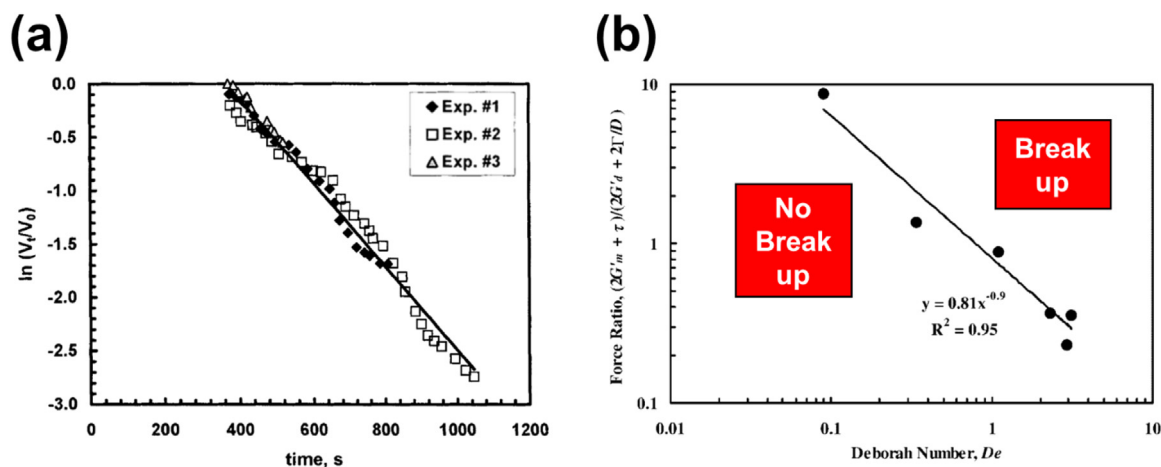 (a)
0.0
-0.5
-1.0
-1.5
-2.0
-2.5
-3.0
ln (Vt/V0)
0 200 400 600 800 1000 1200
time, s
Exp. #1
Exp. #2
Exp. #3
(b)
10
1
0.1
Force Ratio, (2G'm + τ)/(2G'd + 2Γ/D)
0.01 0.1 1 10
Deborah Number, De
No
Break
up
Break
up
y = 0.81x^-0.9
R² = 0.95